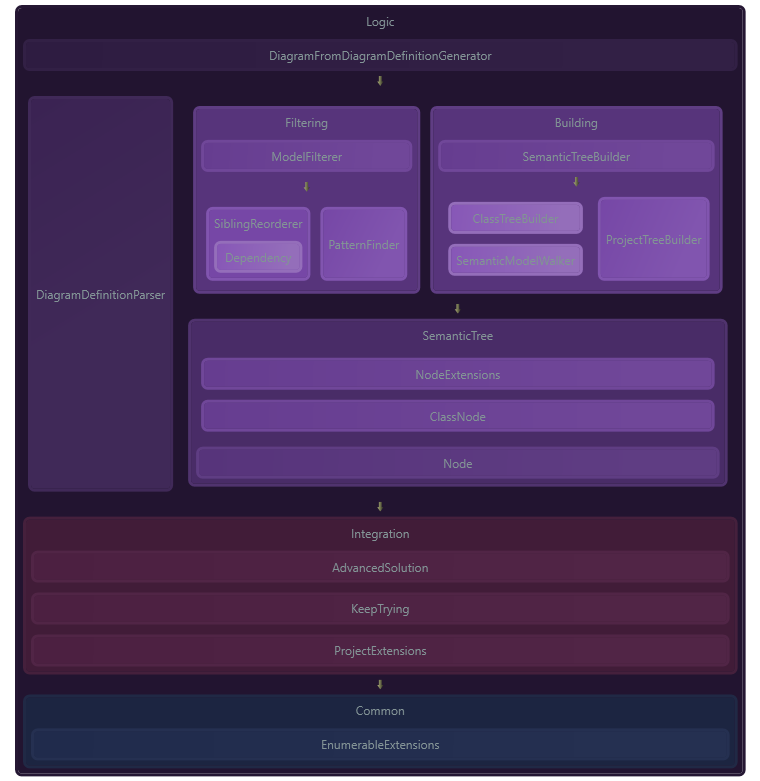 Logic
DiagramFromDiagramDefinitionGenerator
DiagramDefinitionParser
Filtering
ModelFilterer
SiblingReorderer
Dependency
PatternFinder
Building
SemanticTreeBuilder
ClassTreeBuilder
SemanticModelWalker
ProjectTreeBuilder
SemanticTree
NodeExtensions
ClassNode
Node
Integration
AdvancedSolution
KeepTrying
ProjectExtensions
Common
EnumerableExtensions